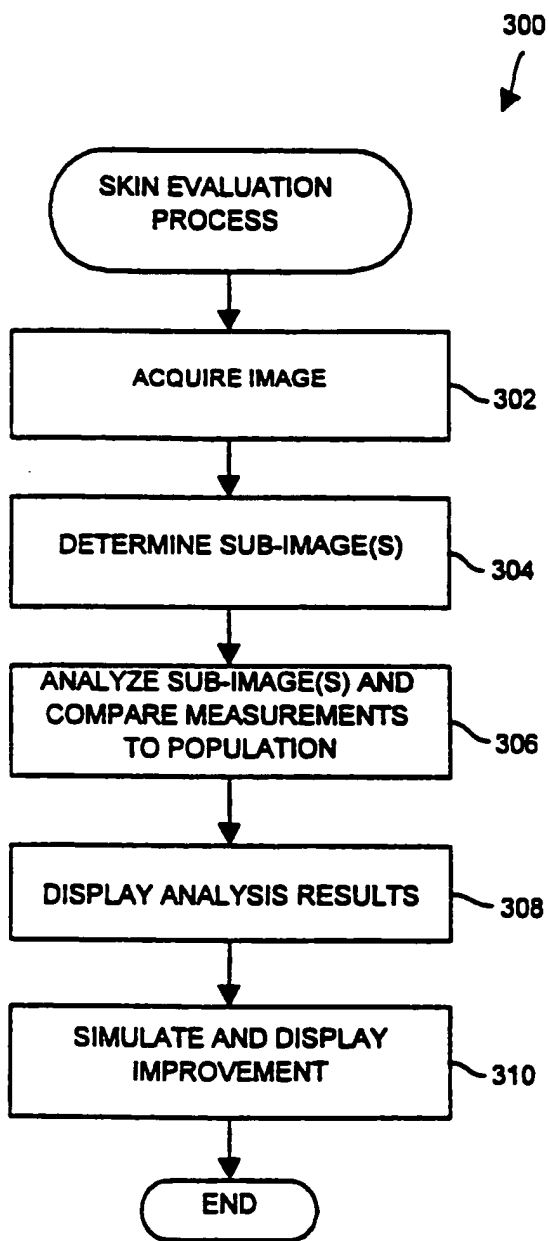 300
SKIN EVALUATION
PROCESS
ACQUIRE IMAGE
302
DETERMINE SUB-IMAGE(S)
304
ANALYZE SUB-IMAGE(S) AND
COMPARE MEASUREMENTS
TO POPULATION
306
DISPLAY ANALYSIS RESULTS
308
SIMULATE AND DISPLAY
IMPROVEMENT
310
END